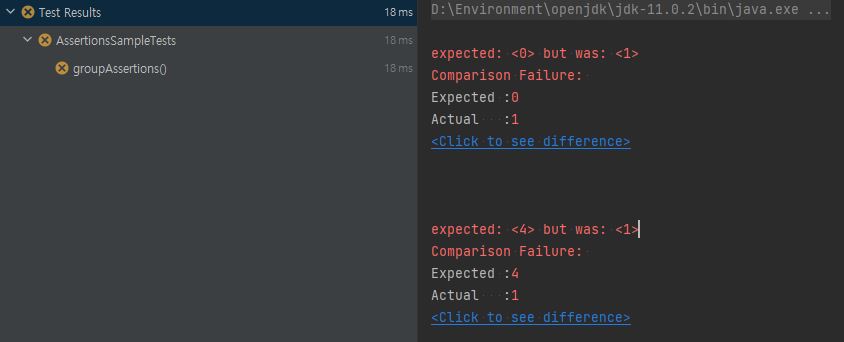 Test Results 18 ms
AssertionsSampleTests 18 ms
groupAssertions() 18 ms
D:\Environment\openjdk\jdk-11.0.2\bin\java.exe ...
expected: <0> but was: <1>
Comparison Failure:
Expected :0
Actual   :1
<Click to see difference>
expected: <4> but was: <1>
Comparison Failure:
Expected :4
Actual   :1
<Click to see difference>